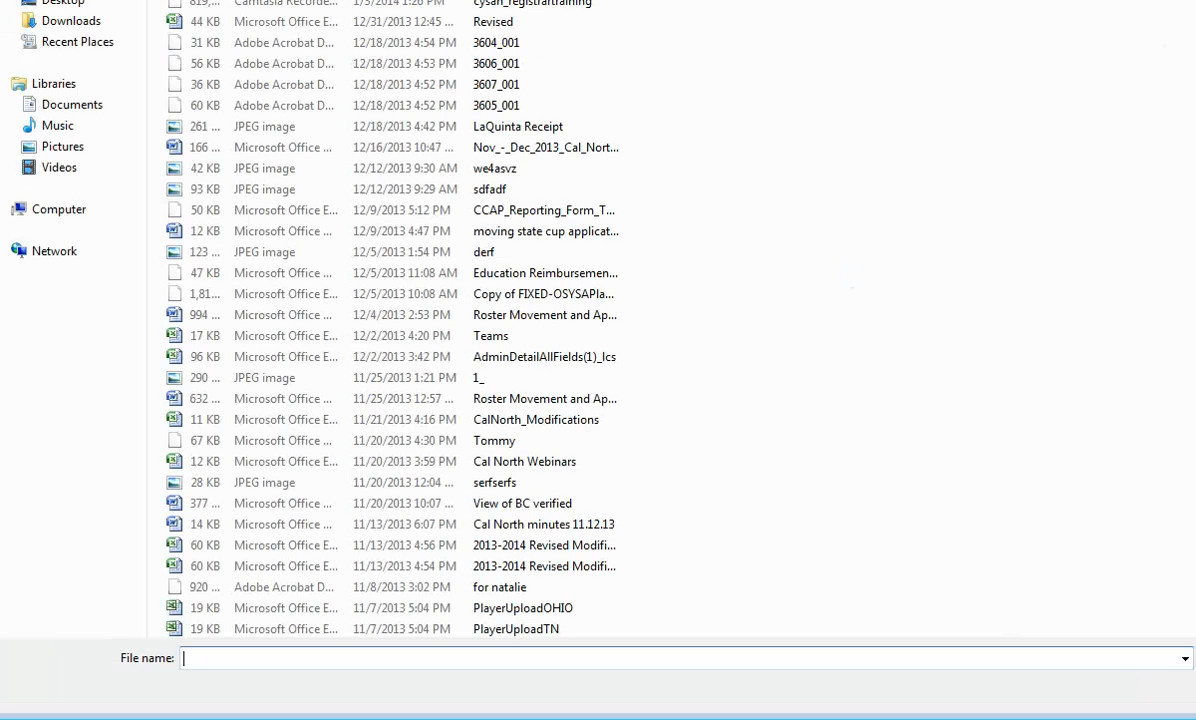 Desktop
819,... Camtasia Recorde... 1/3/2014 1:26 PM cysan_registrartraining
Downloads 44 KB Microsoft Office E... 12/31/2013 12:45 ... Revised
Recent Places 31 KB Adobe Acrobat D... 12/18/2013 4:54 PM 3604_001
56 KB Adobe Acrobat D... 12/18/2013 4:53 PM 3606_001
Libraries 36 KB Adobe Acrobat D... 12/18/2013 4:52 PM 3607_001
Documents 60 KB Adobe Acrobat D... 12/18/2013 4:52 PM 3605_001
Music 261 ... JPEG image 12/18/2013 4:42 PM LaQuinta Receipt
Pictures 166 ... Microsoft Office ... 12/16/2013 10:47 ... Nov_-_Dec_2013_Cal_Nort...
Videos 42 KB JPEG image 12/12/2013 9:30 AM we4asvz
93 KB JPEG image 12/12/2013 9:29 AM sdfadf
Computer 50 KB Microsoft Office E... 12/9/2013 5:12 PM CCAP_Reporting_Form_T...
12 KB Microsoft Office ... 12/9/2013 4:47 PM moving state cup applicat...
Network 123 ... JPEG image 12/5/2013 1:54 PM derf
47 KB Microsoft Office ... 12/5/2013 11:08 AM Education Reimbursemen...
1,81... Microsoft Office E... 12/5/2013 10:08 AM Copy of FIXED-OSYSAPla...
994 ... Microsoft Office ... 12/4/2013 2:53 PM Roster Movement and Ap...
17 KB Microsoft Office E... 12/2/2013 4:20 PM Teams
96 KB Microsoft Office E... 12/2/2013 3:42 PM AdminDetailAllFields(1)_lcs
290 ... JPEG image 11/25/2013 1:21 PM 1_
632 ... Microsoft Office ... 11/25/2013 12:57 ... Roster Movement and Ap...
11 KB Microsoft Office E... 11/21/2013 4:16 PM CalNorth_Modifications
67 KB Microsoft Office ... 11/20/2013 4:30 PM Tommy
12 KB Microsoft Office E... 11/20/2013 3:59 PM Cal North Webinars
28 KB JPEG image 11/20/2013 12:04 ... serfserfs
377 ... Microsoft Office ... 11/20/2013 10:07 ... View of BC verified
14 KB Microsoft Office ... 11/13/2013 6:07 PM Cal North minutes 11.12.13
60 KB Microsoft Office E... 11/13/2013 4:56 PM 2013-2014 Revised Modifi...
60 KB Microsoft Office E... 11/13/2013 4:54 PM 2013-2014 Revised Modifi...
920 ... Adobe Acrobat D... 11/8/2013 3:02 PM for natalie
19 KB Microsoft Office E... 11/7/2013 5:04 PM PlayerUploadOHIO
19 KB Microsoft Office E... 11/7/2013 5:04 PM PlayerUploadTN
File name: